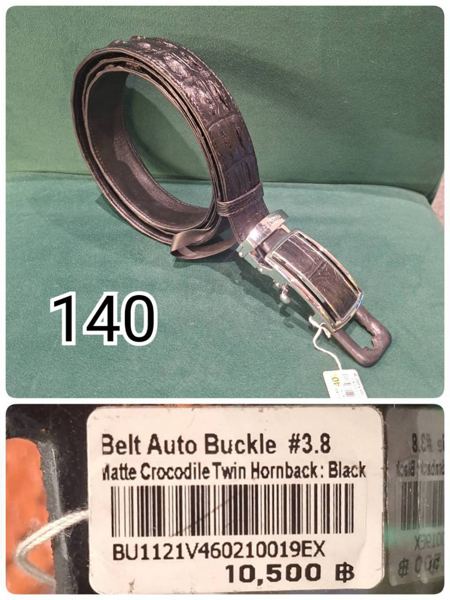 140
Belt Auto Buckle #3.8
Matte Crocodile Twin Hornback: Black
BU1121V460210019EX
10,500 ฿